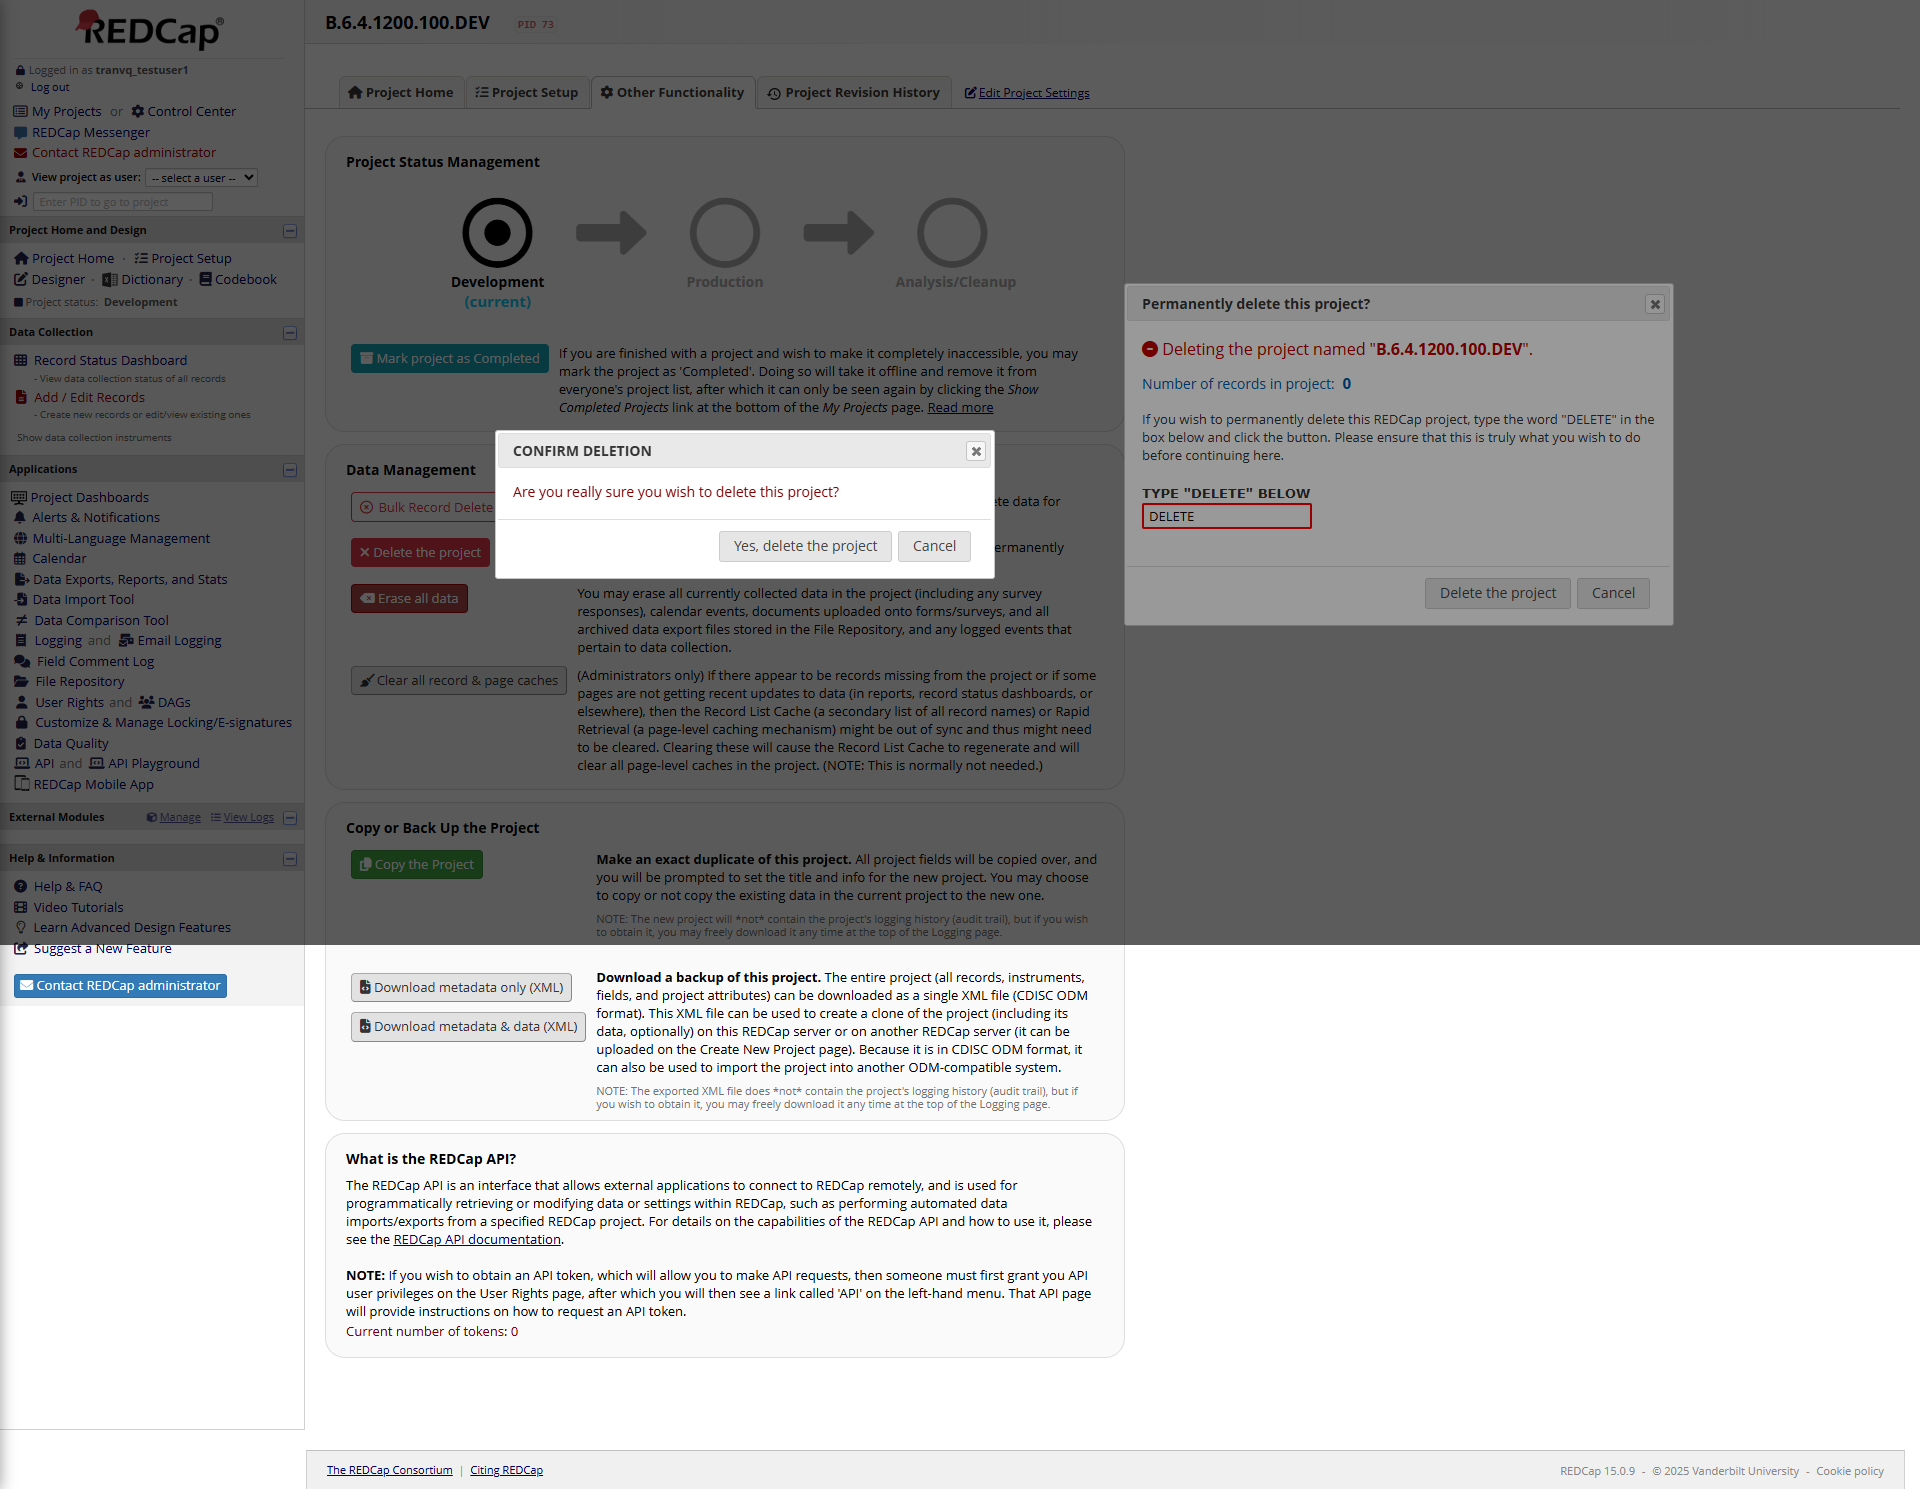 REDCap®
Logged in as tranvq_testuser1
Log out
My Projects or Control Center
REDCap Messenger
Contact REDCap administrator
View project as user: -- select a user --
Enter PID to go to project
Project Home and Design
Project Home · Project Setup
Designer · Dictionary · Codebook
Project status: Development
Data Collection
Record Status Dashboard
- View data collection status of all records
Add / Edit Records
- Create new records or edit/view existing ones
Show data collection instruments
Applications
Project Dashboards
Alerts & Notifications
Multi-Language Management
Calendar
Data Exports, Reports, and Stats
Data Import Tool
Data Comparison Tool
Logging and Email Logging
Field Comment Log
File Repository
User Rights and DAGs
Customize & Manage Locking/E-signatures
Data Quality
API and API Playground
REDCap Mobile App
External Modules Manage View Logs
Help & Information
Help & FAQ
Video Tutorials
Learn Advanced Design Features
Suggest a New Feature
Contact REDCap administrator
B.6.4.1200.100.DEV PID 73
Project Home Project Setup Other Functionality Project Revision History Edit Project Settings
Project Status Management
Development Production Analysis/Cleanup
(current)
Mark project as Completed
If you are finished with a project and wish to make it completely inaccessible, you may
mark the project as 'Completed'. Doing so will take it offline and remove it from
everyone's project list, after which it can only be seen again by clicking the Show
Completed Projects link at the bottom of the My Projects page. Read more
Data Management
Bulk Record Delete
te data for
Delete the project
ermanently
Erase all data
You may erase all currently collected data in the project (including any survey
responses), calendar events, documents uploaded onto forms/surveys, and all
archived data export files stored in the File Repository, and any logged events that
pertain to data collection.
Clear all record & page caches
(Administrators only) If there appear to be records missing from the project or if some
pages are not getting recent updates to data (in reports, record status dashboards, or
elsewhere), then the Record List Cache (a secondary list of all record names) or Rapid
Retrieval (a page-level caching mechanism) might be out of sync and thus might need
to be cleared. Clearing these will cause the Record List Cache to regenerate and will
clear all page-level caches in the project. (NOTE: This is normally not needed.)
CONFIRM DELETION
Are you really sure you wish to delete this project?
Yes, delete the project Cancel
Permanently delete this project?
Deleting the project named "B.6.4.1200.100.DEV".
Number of records in project: 0
If you wish to permanently delete this REDCap project, type the word "DELETE" in the
box below and click the button. Please ensure that this is truly what you wish to do
before continuing here.
TYPE "DELETE" BELOW
DELETE
Delete the project Cancel
Copy or Back Up the Project
Copy the Project
Make an exact duplicate of this project. All project fields will be copied over, and
you will be prompted to set the title and info for the new project. You may choose
to copy or not copy the existing data in the current project to the new one.
NOTE: The new project will *not* contain the project's logging history (audit trail), but if you wish
to obtain it, you may freely download it any time at the top of the Logging page.
Download metadata only (XML)
Download metadata & data (XML)
Download a backup of this project. The entire project (all records, instruments,
fields, and project attributes) can be downloaded as a single XML file (CDISC ODM
format). This XML file can be used to create a clone of the project (including its
data, optionally) on this REDCap server or on another REDCap server (it can be
uploaded on the Create New Project page). Because it is in CDISC ODM format, it
can also be used to import the project into another ODM-compatible system.
NOTE: The exported XML file does *not* contain the project's logging history (audit trail), but if
you wish to obtain it, you may freely download it any time at the top of the Logging page.
What is the REDCap API?
The REDCap API is an interface that allows external applications to connect to REDCap remotely, and is used for
programmatically retrieving or modifying data or settings within REDCap, such as performing automated data
imports/exports from a specified REDCap project. For details on the capabilities of the REDCap API and how to use it, please
see the REDCap API documentation.
NOTE: If you wish to obtain an API token, which will allow you to make API requests, then someone must first grant you API
user privileges on the User Rights page, after which you will then see a link called 'API' on the left-hand menu. That API page
will provide instructions on how to request an API token.
Current number of tokens: 0
The REDCap Consortium | Citing REDCap
REDCap 15.0.9 - © 2025 Vanderbilt University - Cookie policy